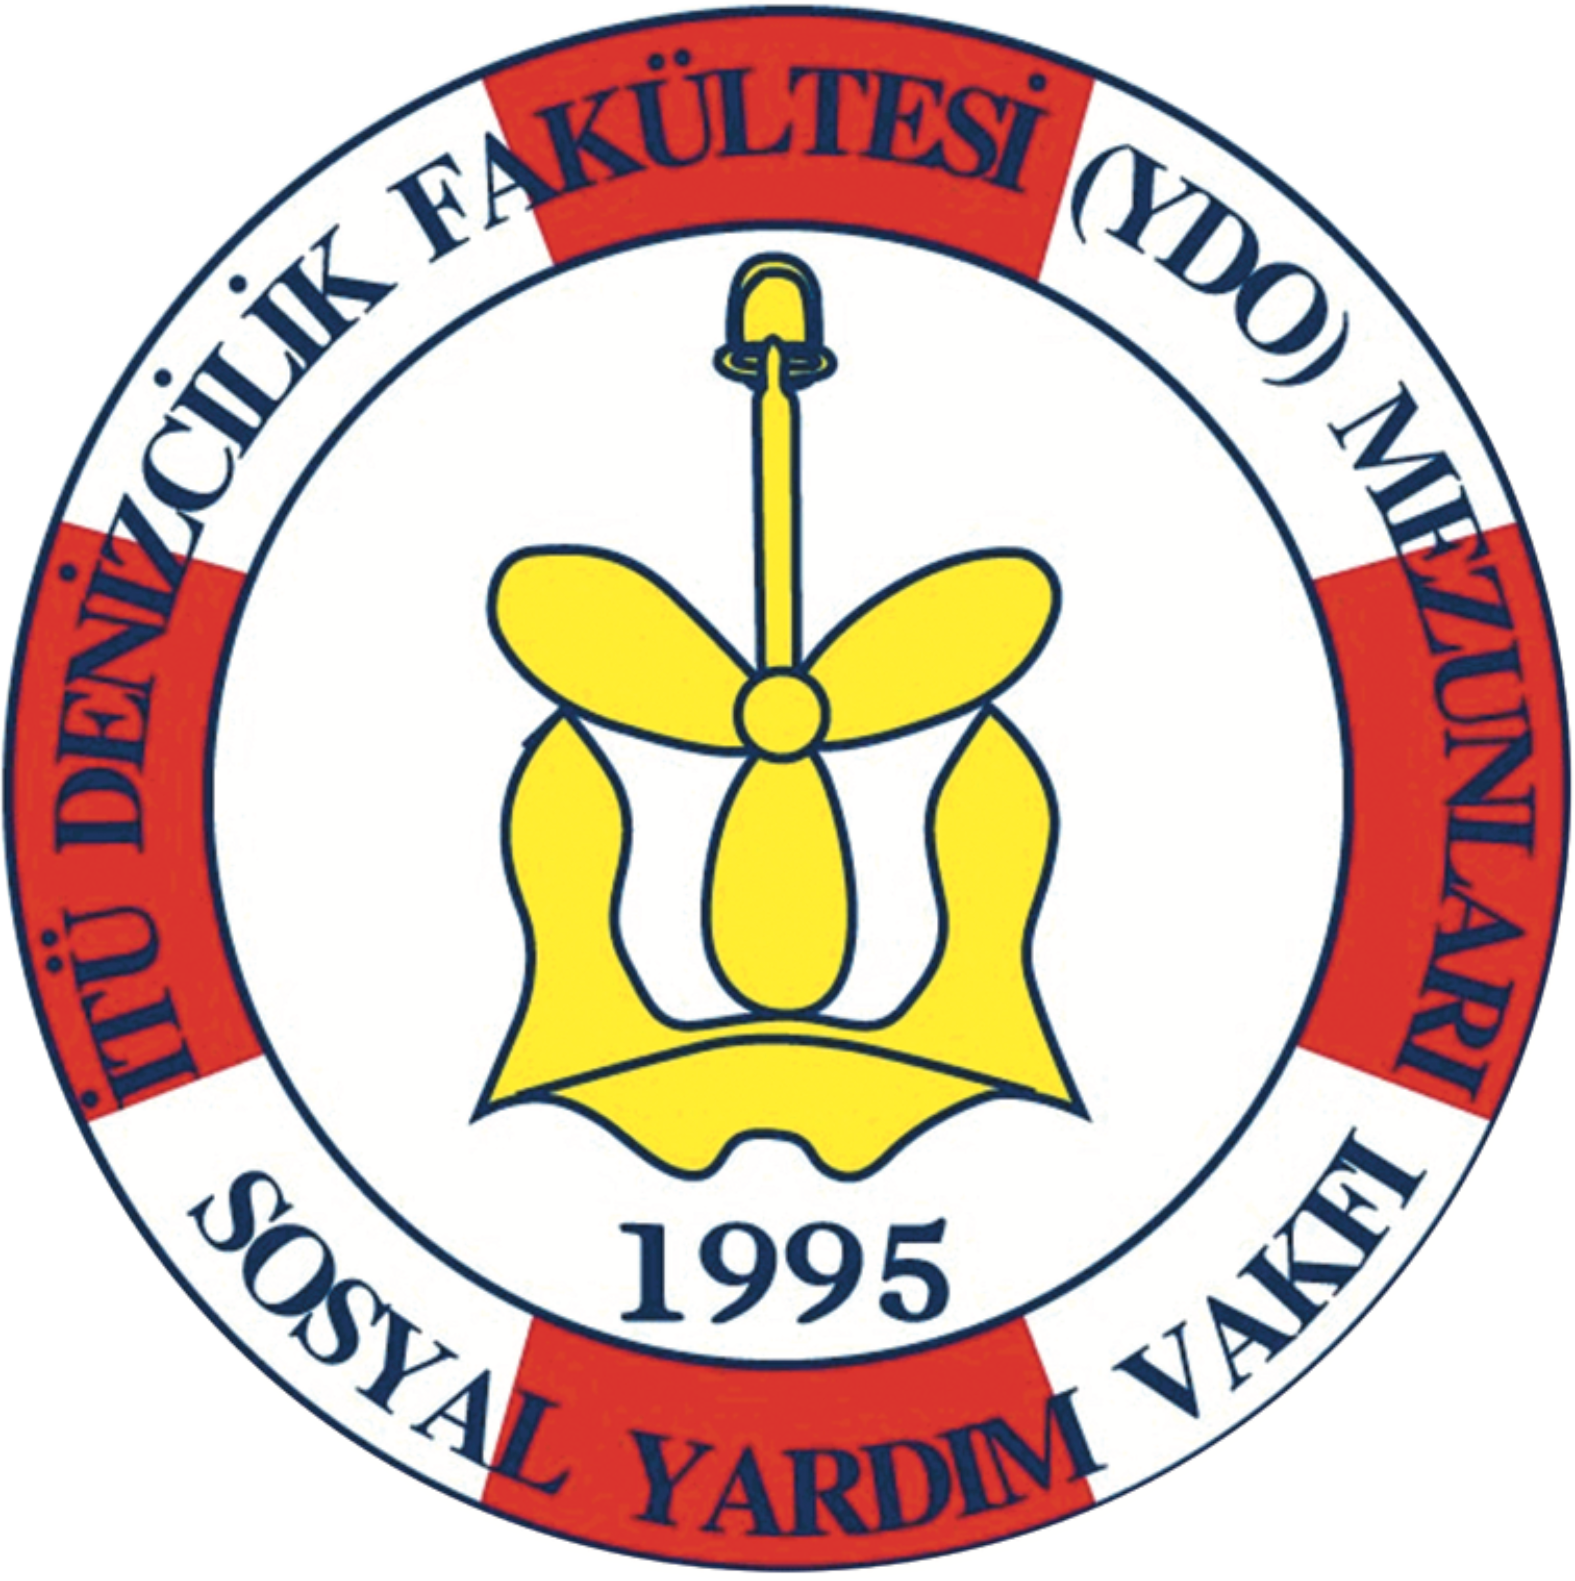 İTÜ DENİZCİLİK FAKÜLTESİ (YDO) MEZUNLARI
SOSYAL YARDIM VAKFI
1995